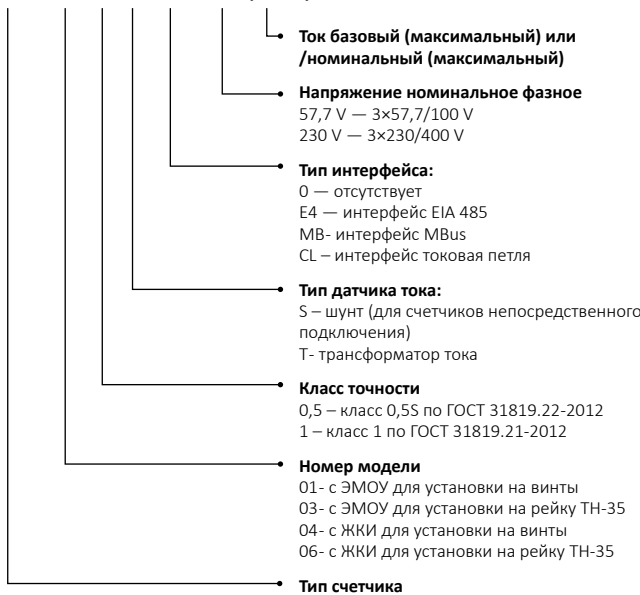 Ток базовый (максимальный) или
/номинальный (максимальный)
Напряжение номинальное фазное
57,7 V — 3×57,7/100 V
230 V — 3×230/400 V
Тип интерфейса:
0 — отсутствует
E4 — интерфейс EIA 485
MB- интерфейс MBus
CL – интерфейс токовая петля
Тип датчика тока:
S – шунт (для счетчиков непосредственного
подключения)
Т- трансформатор тока
Класс точности
0,5 – класс 0,5S по ГОСТ 31819.22-2012
1 – класс 1 по ГОСТ 31819.21-2012
Номер модели
01- с ЭМОУ для установки на винты
03- с ЭМОУ для установки на рейку ТН-35
04- с ЖКИ для установки на винты
06- с ЖКИ для установки на рейку ТН-35
Тип счетчика